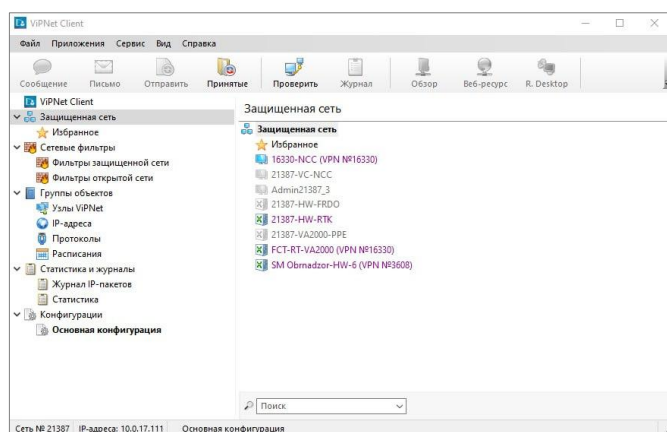 ViPNet Client
Файл Приложения Сервис Вид Справка
Сообщение Письмо Отправить Принятые Проверить Журнал Обзор Веб-ресурс R. Desktop
ViPNet Client
Защищенная сеть
Избранное
Сетевые фильтры
Фильтры защищенной сети
Фильтры открытой сети
Группы объектов
Узлы ViPNet
IP-адреса
Протоколы
Расписания
Статистика и журналы
Журнал IP-пакетов
Статистика
Конфигурации
Основная конфигурация
Защищенная сеть
Защищенная сеть
Избранное
16330-NCC (VPN №16330)
21387-VC-NCC
Admin21387_3
21387-HW-FRDO
21387-HW-RTK
21387-VA2000-PPE
FCT-RT-VA2000 (VPN №16330)
SM Obrnadzor-HW-6 (VPN №3608)
Поиск
Сеть № 21387 IP-адреса: 10.0.17.111 Основная конфигурация